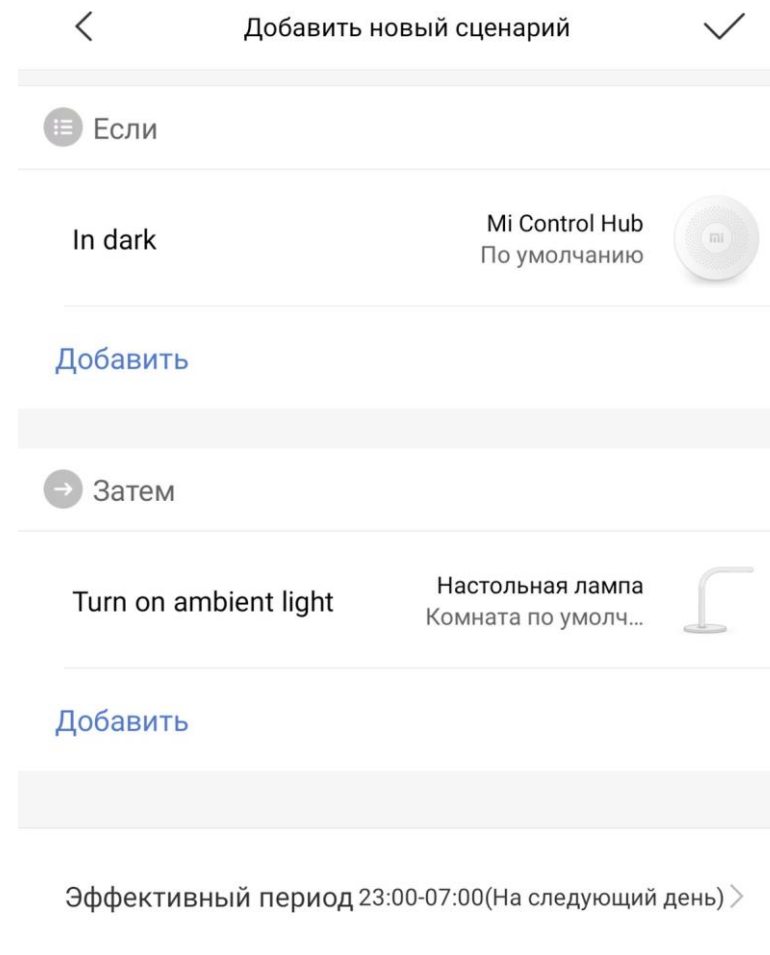 Добавить новый сценарий
Если
In dark
Mi Control Hub
По умолчанию
Добавить
Затем
Turn on ambient light
Настольная лампа
Комната по умолч...
Добавить
Эффективный период 23:00-07:00(На следующий день)